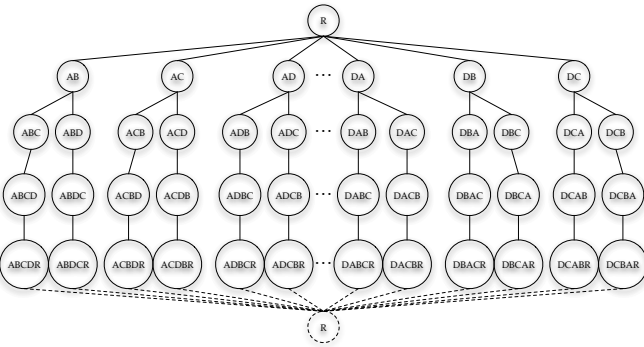 R
AB AC AD ... DA DB DC
ABC ABD ACB ACD ADB ADC ... DAB DAC DBA DBC DCA DCB
ABCD ABDC ACBD ACDB ADBC ADCB ... DABC DACB DBAC DBCA DCAB DCBA
ABCDR ABDCR ACBDR ACDBR ADBCR ADCBR ... DABCR DACBR DBACR DBCAR DCABR DCBAR
R